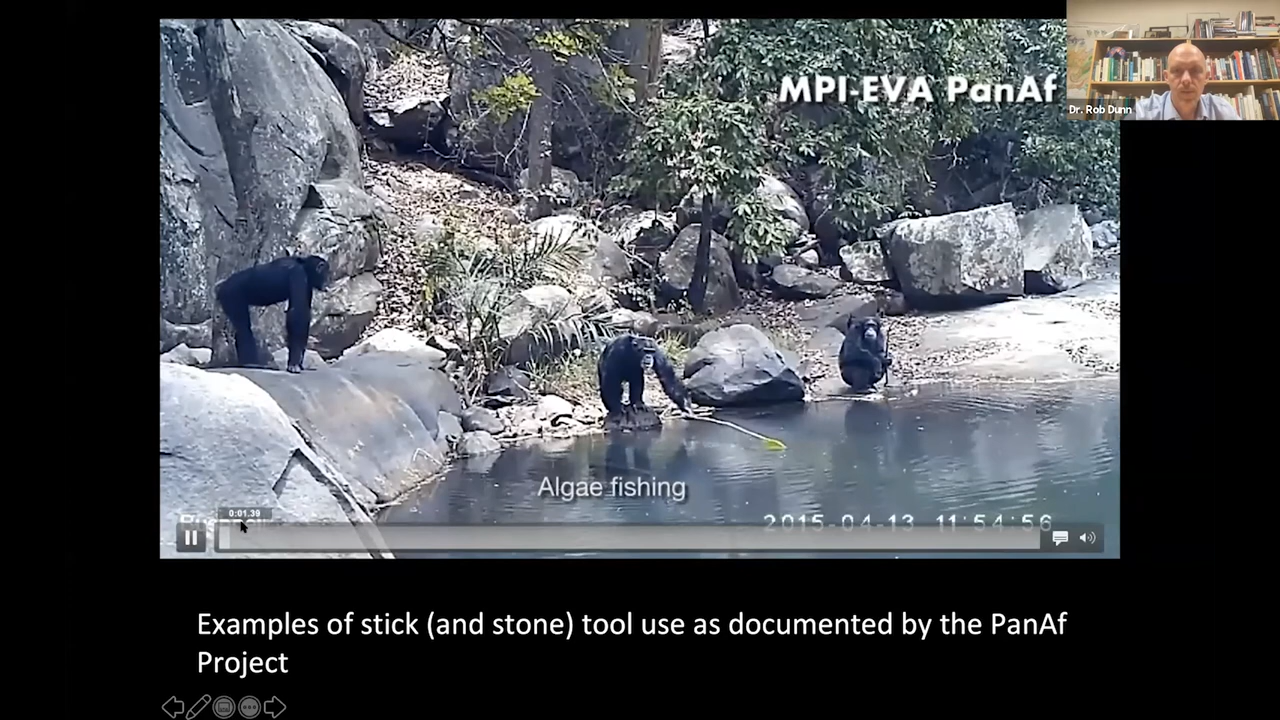 MPI-EVA PanAf
Dr. Rob Dunn
Algae fishing
0:01.39
2015-04-13 11:54:56
Examples of stick (and stone) tool use as documented by the PanAf
Project